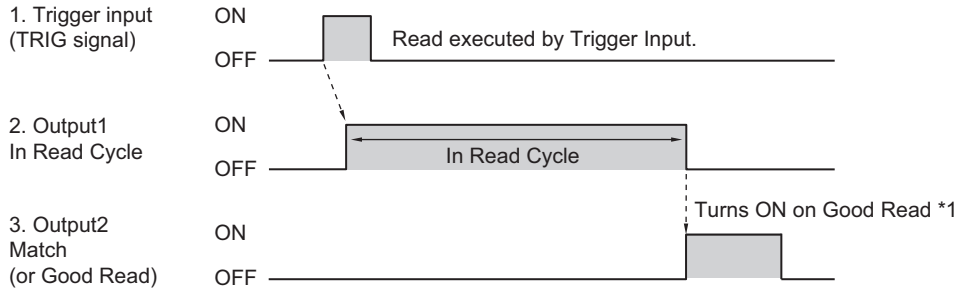 1. Trigger input
(TRIG signal)
ON
OFF
Read executed by Trigger Input.
2. Output1
In Read Cycle
ON
OFF
In Read Cycle
3. Output2
Match
(or Good Read)
ON
OFF
Turns ON on Good Read *1